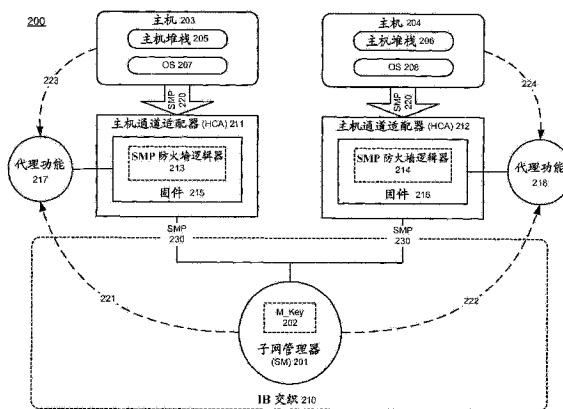 200
主机 203
主机堆栈 205
OS 207
主机 204
主机堆栈 206
OS 208
223
SMP
220
SMP
220
224
主机通道适配器(HCA) 211
SMP 防火墙逻辑器
213
固件 215
主机通道适配器(HCA) 212
SMP 防火墙逻辑器
214
固件 216
代理功能
217
代理功能
218
SMP
230
SMP
230
221
222
M_Key
202
子网管理器
(SM) 201
IB 交织 210